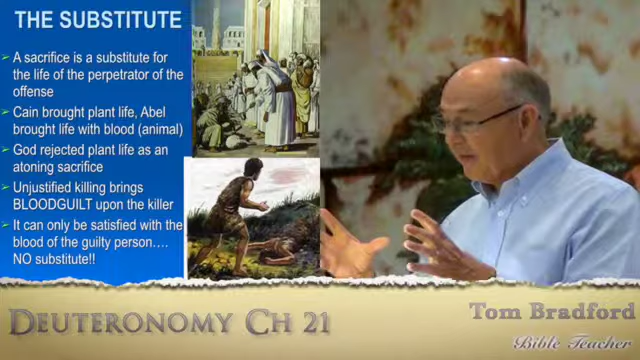 THE SUBSTITUTE
➢ A sacrifice is a substitute for
the life of the perpetrator of the
offense
➢ Cain brought plant life, Abel
brought life with blood (animal)
➢ God rejected plant life as an
atoning sacrifice
➢ Unjustified killing brings
BLOODGUILT upon the killer
➢ It can only be satisfied with the
blood of the guilty person....
NO substitute!!
DEUTERONOMY CH 21
Tom Bradford
Bible Teacher